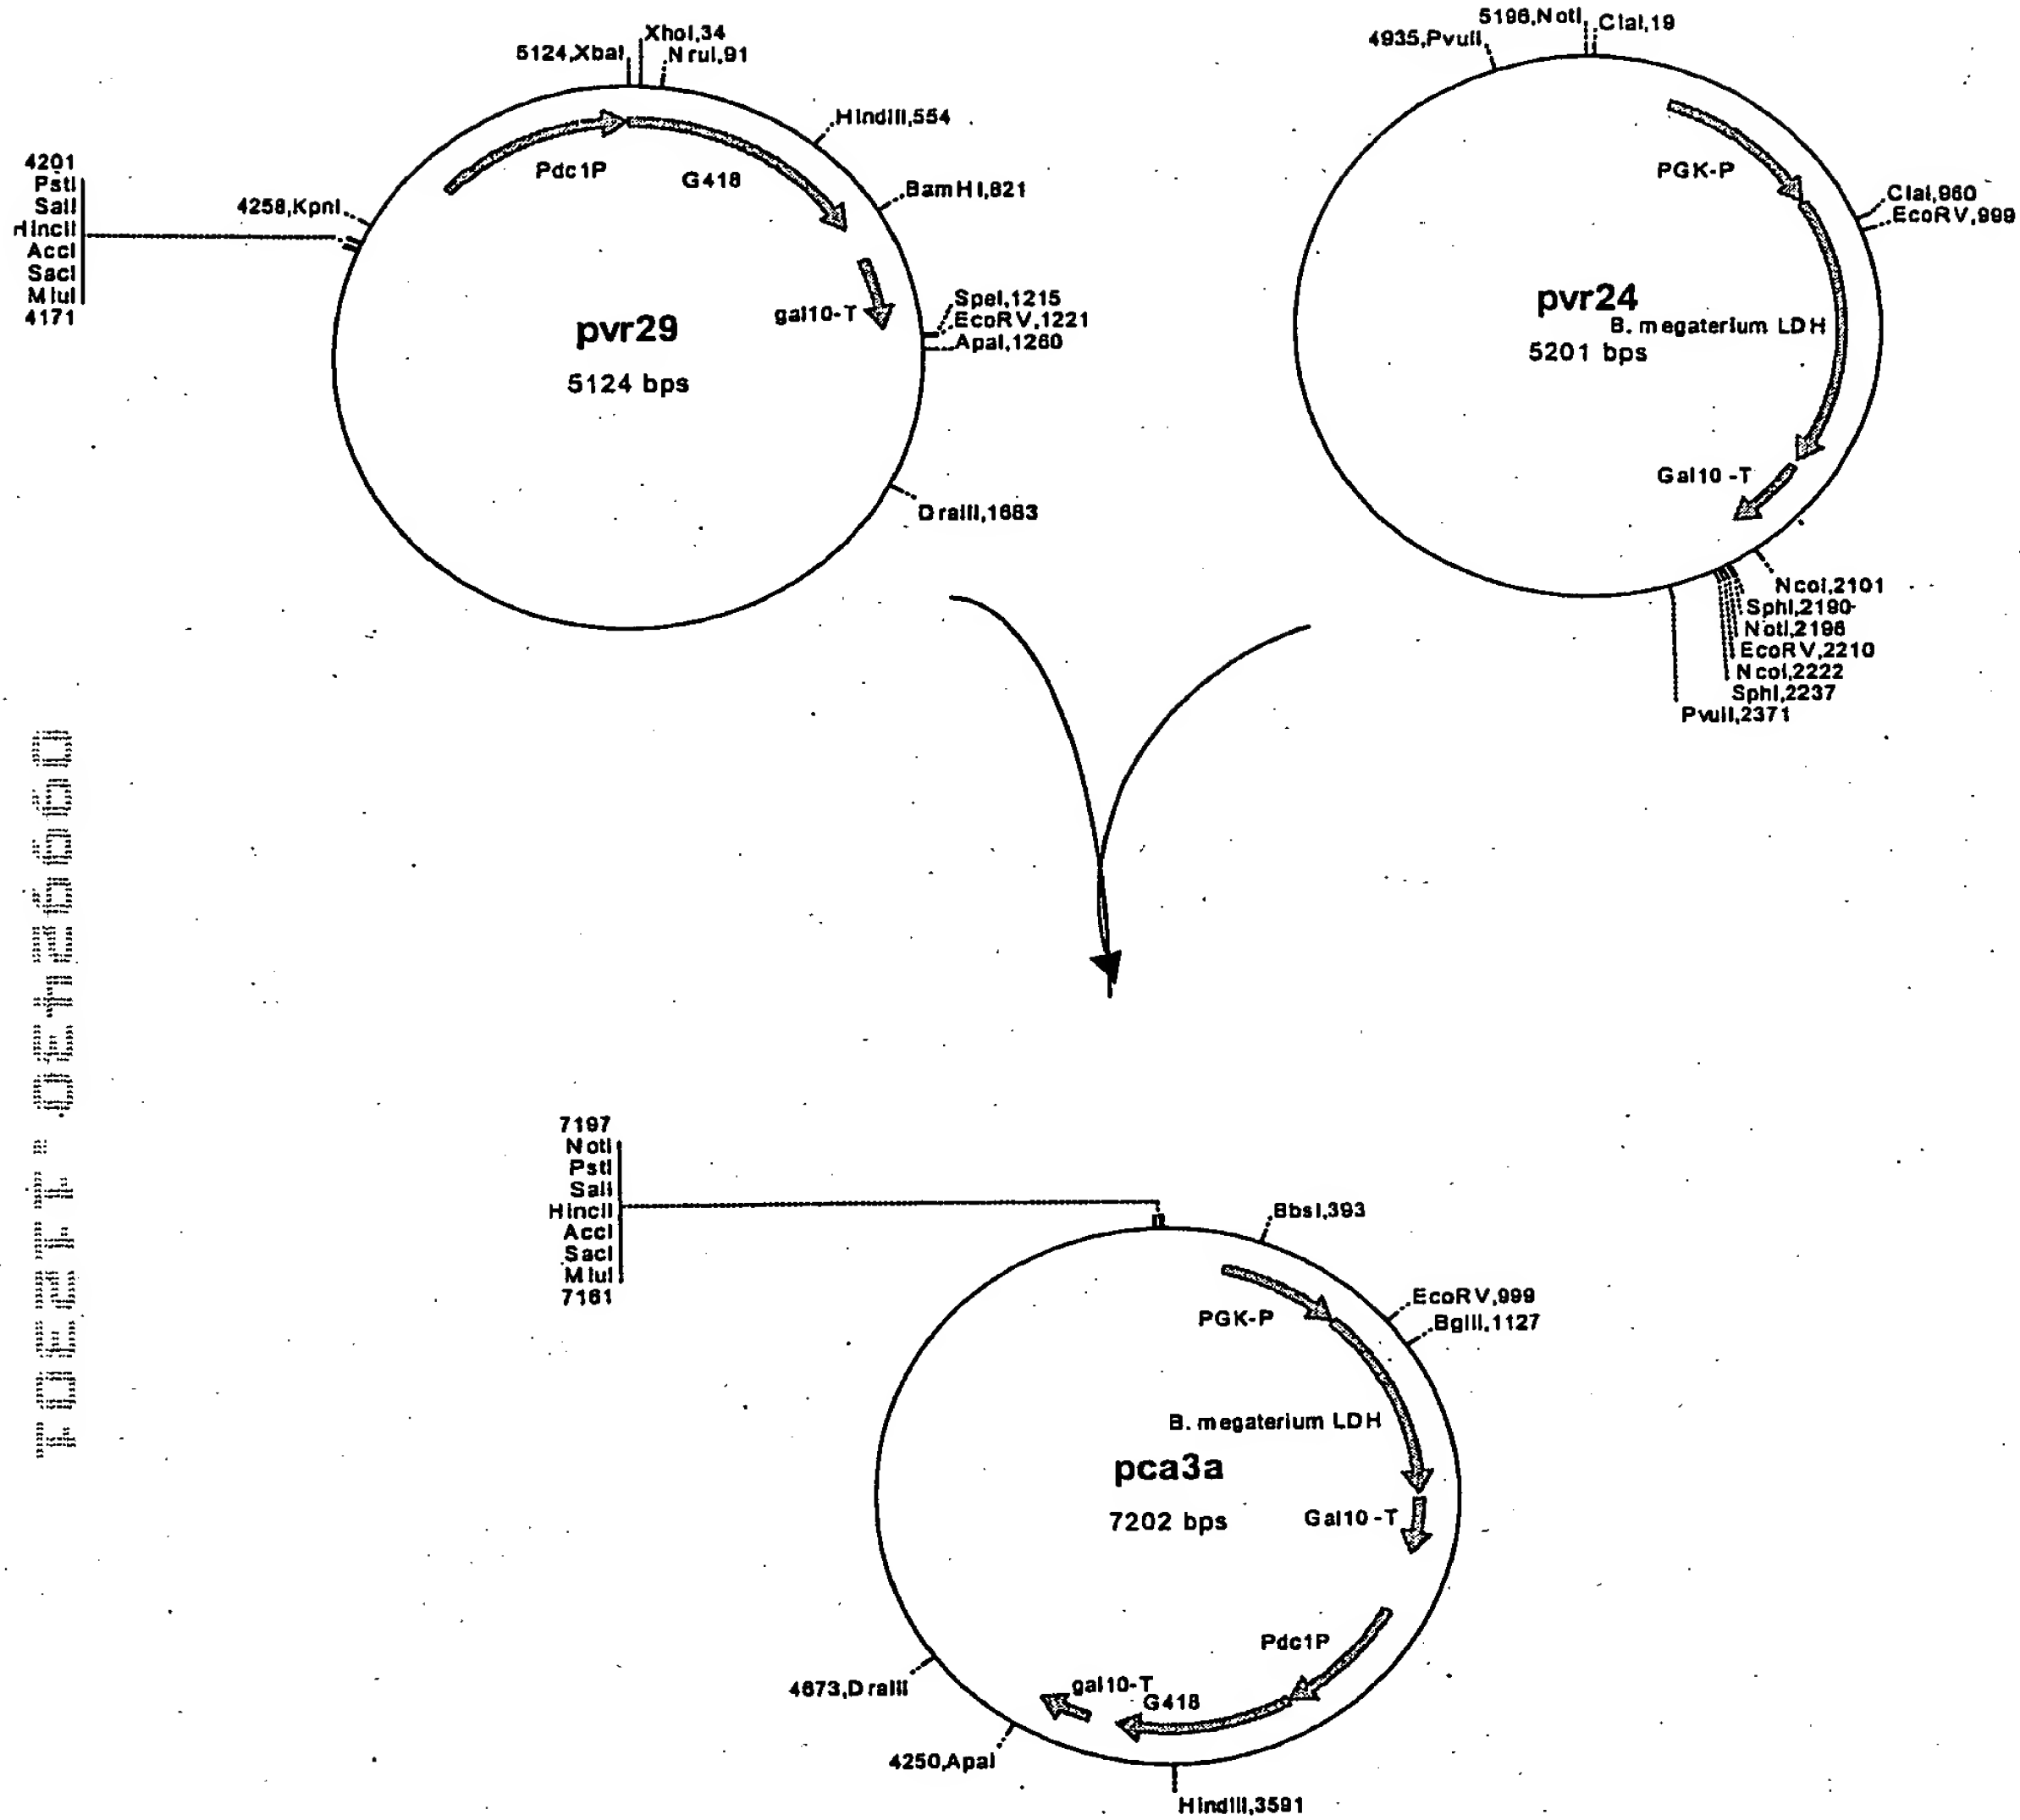 5124,XbaI
XhoI,34
NruI,91
HindIII,554
BamHI,821
4201
PstI
SalI
HincII
AccI
SacI
MluI
4171
4258,KpnI
Pdc1P
G418
gal10-T
SpeI,1215
EcoRV,1221
ApaI,1260
pvr29
5124 bps
DraIII,1683
5196,NotI
ClaI,19
4935,PvuII
PGK-P
ClaI,960
EcoRV,999
pvr24
B. megaterium LDH
5201 bps
Gal10-T
NcoI,2101
SphI,2190
NotI,2196
EcoRV,2210
NcoI,2222
SphI,2237
PvuII,2371
7197
NotI
PstI
SalI
HincII
AccI
SacI
MluI
7161
BbsI,393
EcoRV,999
BglII,1127
PGK-P
B. megaterium LDH
pca3a
7202 bps
Gal10-T
Pdc1P
gal10-T
G418
4673,DraIII
4250,ApaI
HindIII,3591